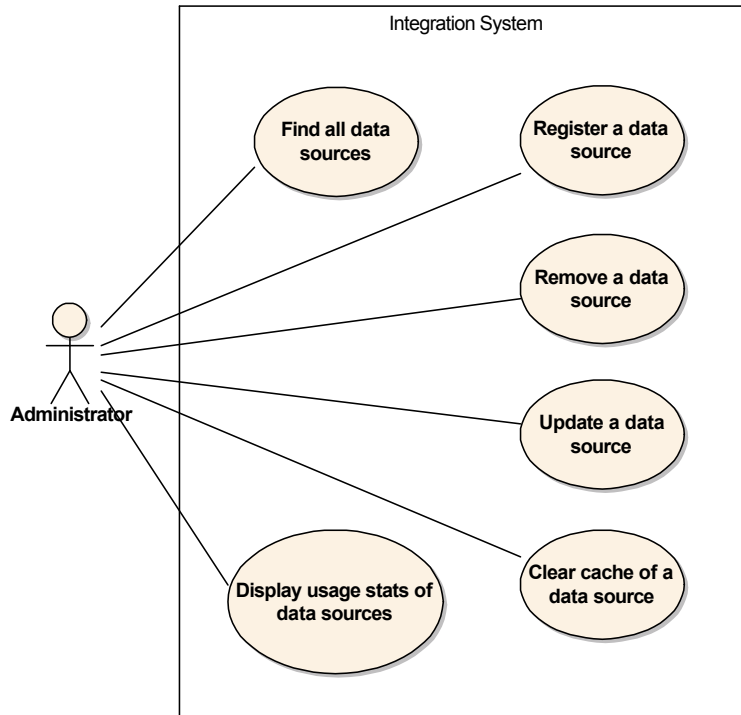 Integration System
Find all data
sources
Register a data
source
Remove a data
source
Administrator
Update a data
source
Display usage stats of
data sources
Clear cache of a
data source